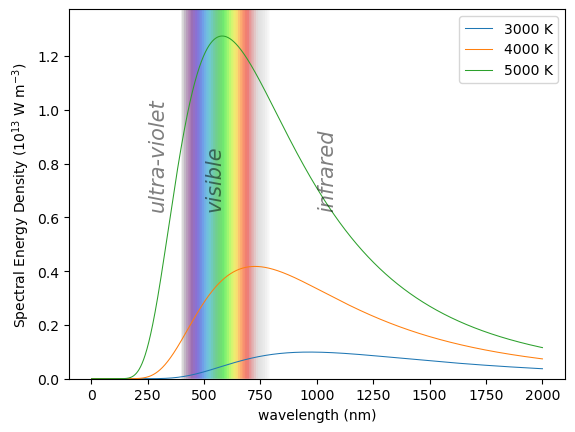 3000 K
4000 K
5000 K
Spectral Energy Density (10¹³ W m⁻³)
1.2
1.0
0.8
0.6
0.4
0.2
0.0
ultra-violet
visible
infrared
0 250 500 750 1000 1250 1500 1750 2000
wavelength (nm)